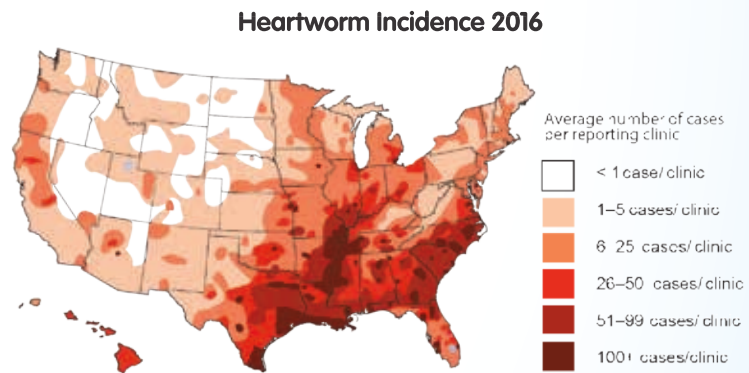 Heartworm Incidence 2016
Average number of cases
per reporting clinic
< 1 case/ clinic
1–5 cases/ clinic
6 25 cases/ clinic
26–50 cases/ clinic
51–99 cases/ clinic
100+ cases/clinic